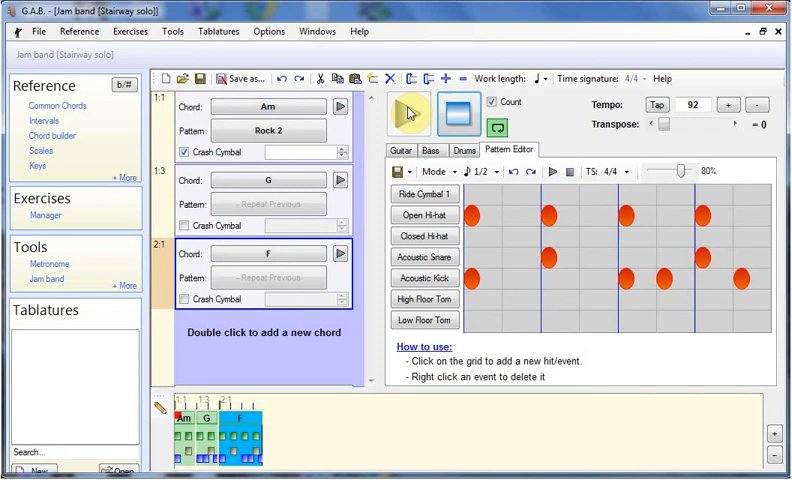 G.A.B. - [Jam band [Stairway solo]]
File Reference Exercises Tools Tablatures Options Windows Help
Jam band [Stairway solo]
Reference b/#
Common Chords
Intervals
Chord builder
Scales
Keys
+ More
Exercises
Manager
Tools
Metronome
Jam band
+ More
Tablatures
Search...
New Open
Save as... Work length: Time signature: 4/4 Help
1:1
Chord: Am
Pattern: Rock 2
Crash Cymbal
1:3
Chord: G
Pattern: - Repeat Previous
Crash Cymbal
2:1
Chord: F
Pattern: - Repeat Previous
Crash Cymbal
Double click to add a new chord
Count
Tempo: Tap 92 + -
Transpose: = 0
Guitar Bass Drums Pattern Editor
Mode 1/2 TS: 4/4 80%
Ride Cymbal 1
Open Hi-hat
Closed Hi-hat
Acoustic Snare
Acoustic Kick
High Floor Tom
Low Floor Tom
How to use:
- Click on the grid to add a new hit/event.
- Right click an event to delete it
1:1 1:3 2:1
Am G F
+
-